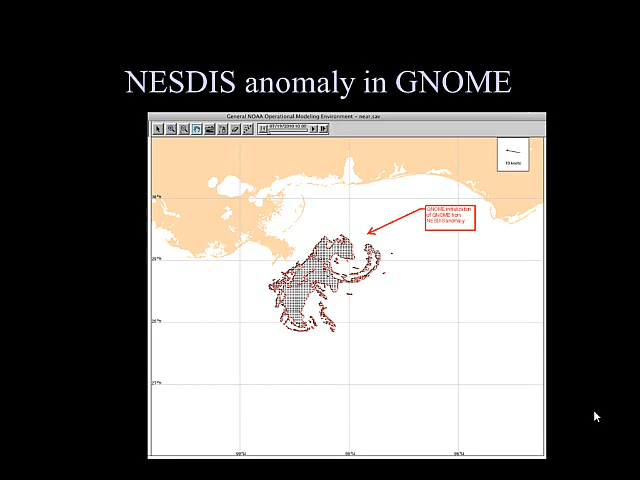 NESDIS anomaly in GNOME
General NOAA Operational Modeling Environment - near.sav
10 knots
GNOME initialization
of GNOME from
NESDIS anomaly